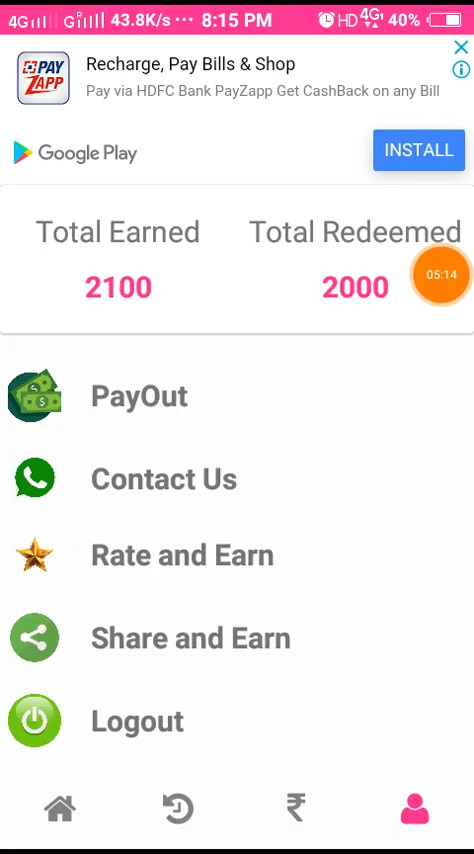 4G G 43.8K/s ··· 8:15 PM HD 4G 40%
PAY ZAPP
Recharge, Pay Bills & Shop
Pay via HDFC Bank PayZapp Get CashBack on any Bill
Google Play INSTALL
Total Earned Total Redeemed
2100 2000 05:14
PayOut
Contact Us
Rate and Earn
Share and Earn
Logout